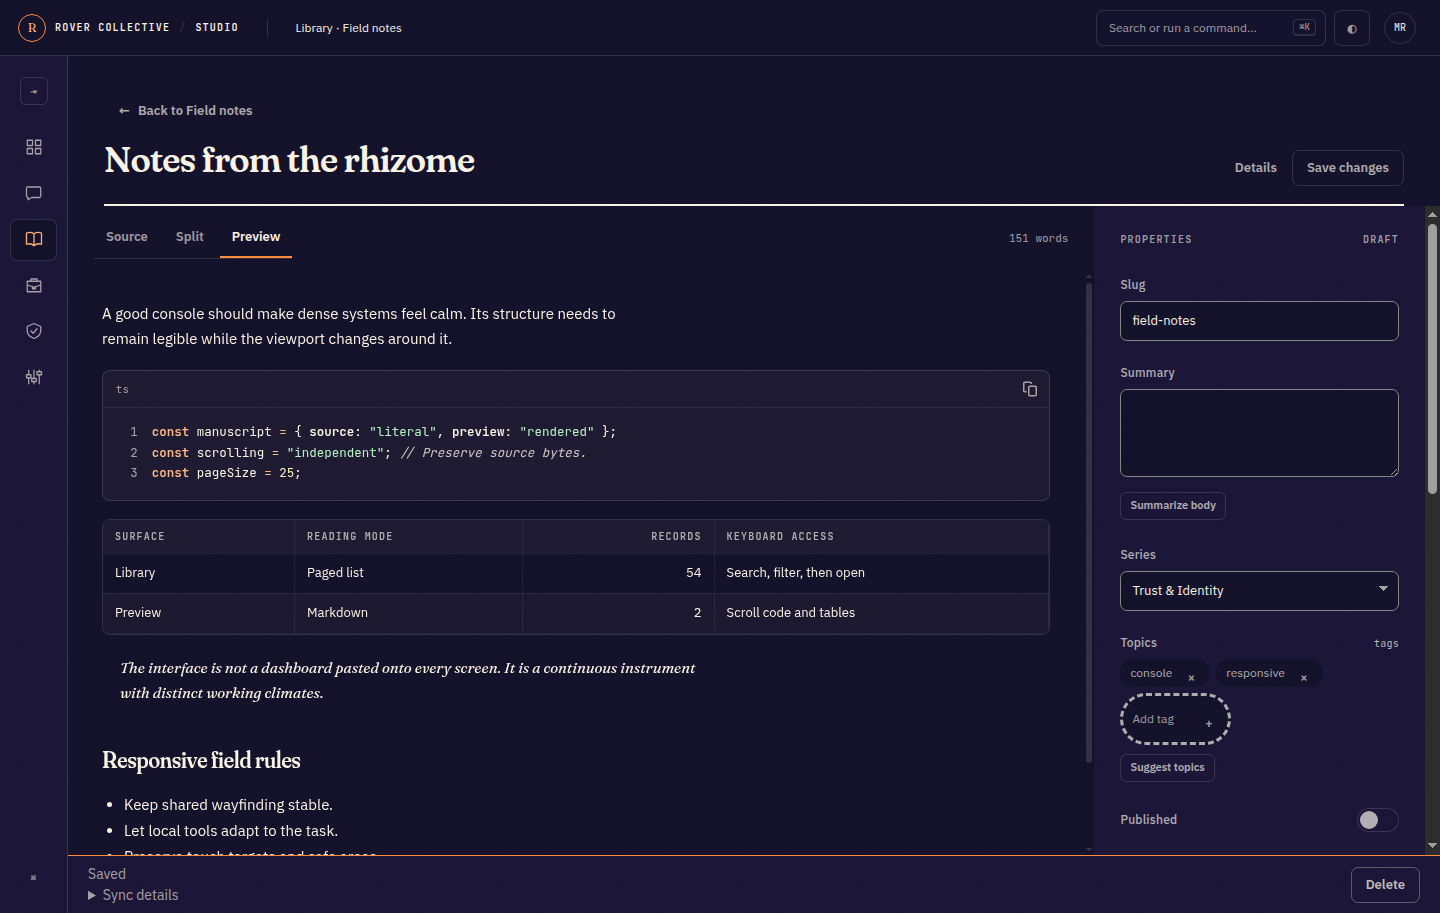 R ROVER COLLECTIVE / STUDIO
Library · Field notes
Search or run a command... ⌘K
MR
← Back to Field notes
Notes from the rhizome
Details
Save changes
Source Split Preview
151 words
A good console should make dense systems feel calm. Its structure needs to
remain legible while the viewport changes around it.
ts
1 const manuscript = { source: "literal", preview: "rendered" };
2 const scrolling = "independent"; // Preserve source bytes.
3 const pageSize = 25;
SURFACE READING MODE RECORDS KEYBOARD ACCESS
Library Paged list 54 Search, filter, then open
Preview Markdown 2 Scroll code and tables
The interface is not a dashboard pasted onto every screen. It is a continuous instrument
with distinct working climates.
Responsive field rules
• Keep shared wayfinding stable.
• Let local tools adapt to the task.
• Preserve touch targets and safe areas.
PROPERTIES DRAFT
Slug
field-notes
Summary
Summarize body
Series
Trust & Identity
Topics tags
console × responsive ×
Add tag +
Suggest topics
Published
⌘
Saved
▶ Sync details
Delete